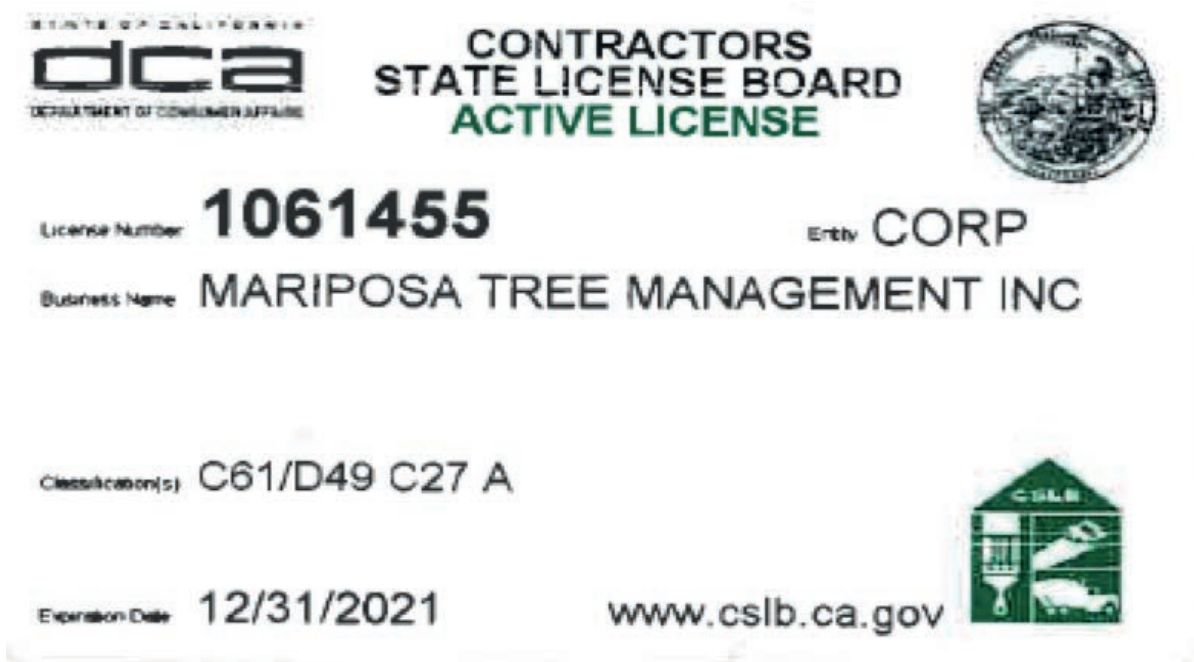 STATE OF CALIFORNIA
dca
DEPARTMENT OF CONSUMER AFFAIRS
CONTRACTORS
STATE LICENSE BOARD
ACTIVE LICENSE
License Number 1061455
Entity CORP
Business Name MARIPOSA TREE MANAGEMENT INC
Classification(s) C61/D49 C27 A
CSLB
Expiration Date 12/31/2021
www.cslb.ca.gov